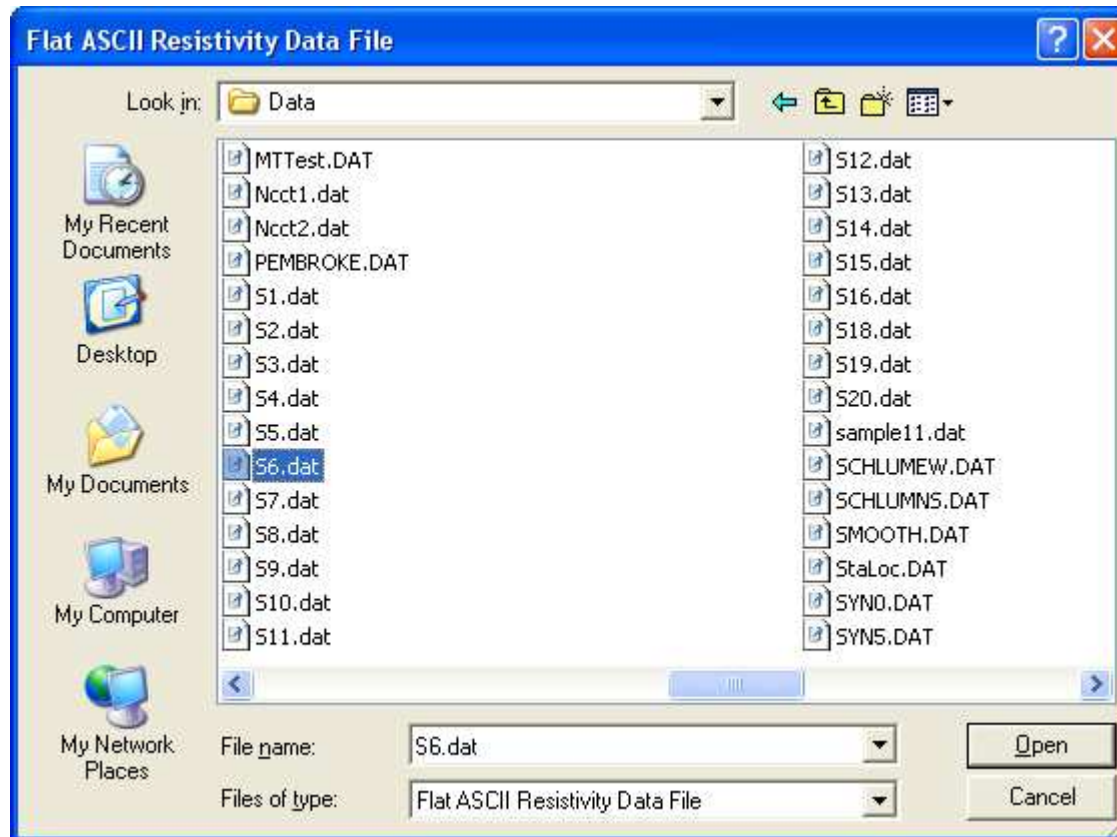 Flat ASCII Resistivity Data File
Look in: Data
My Recent
Documents
Desktop
My Documents
My Computer
My Network
Places
MTTest.DAT
Ncct1.dat
Ncct2.dat
PEMBROKE.DAT
S1.dat
S2.dat
S3.dat
S4.dat
S5.dat
S6.dat
S7.dat
S8.dat
S9.dat
S10.dat
S11.dat
S12.dat
S13.dat
S14.dat
S15.dat
S16.dat
S18.dat
S19.dat
S20.dat
sample11.dat
SCHLUMEW.DAT
SCHLUMNS.DAT
SMOOTH.DAT
StaLoc.DAT
SYN0.DAT
SYN5.DAT
File name: S6.dat
Open
Files of type: Flat ASCII Resistivity Data File
Cancel